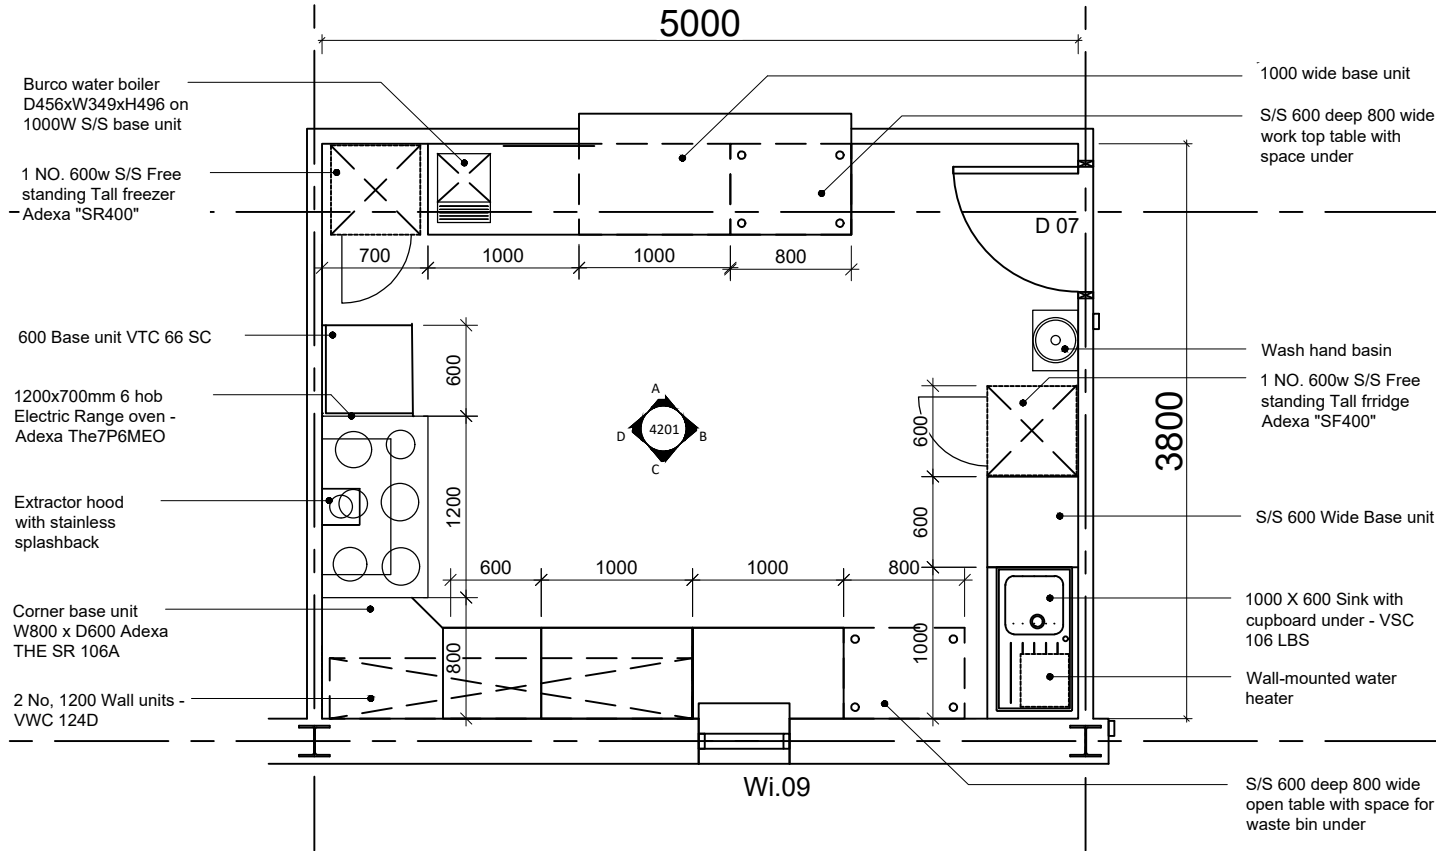 5000
Burco water boiler
D456xW349xH496 on
1000W S/S base unit
1 NO. 600w S/S Free
standing Tall freezer
Adexa "SR400"
600 Base unit VTC 66 SC
1200x700mm 6 hob
Electric Range oven -
Adexa The7P6MEO
Extractor hood
with stainless
splashback
Corner base unit
W800 x D600 Adexa
THE SR 106A
2 No, 1200 Wall units -
VWC 124D
700
1000
1000
800
D 07
600
1200
800
A
D
4201
B
C
600
1000
1000
800
600
600
1000
3800
Wi.09
1000 wide base unit
S/S 600 deep 800 wide
work top table with
space under
Wash hand basin
1 NO. 600w S/S Free
standing Tall frridge
Adexa "SF400"
S/S 600 Wide Base unit
1000 X 600 Sink with
cupboard under - VSC
106 LBS
Wall-mounted water
heater
S/S 600 deep 800 wide
open table with space for
waste bin under